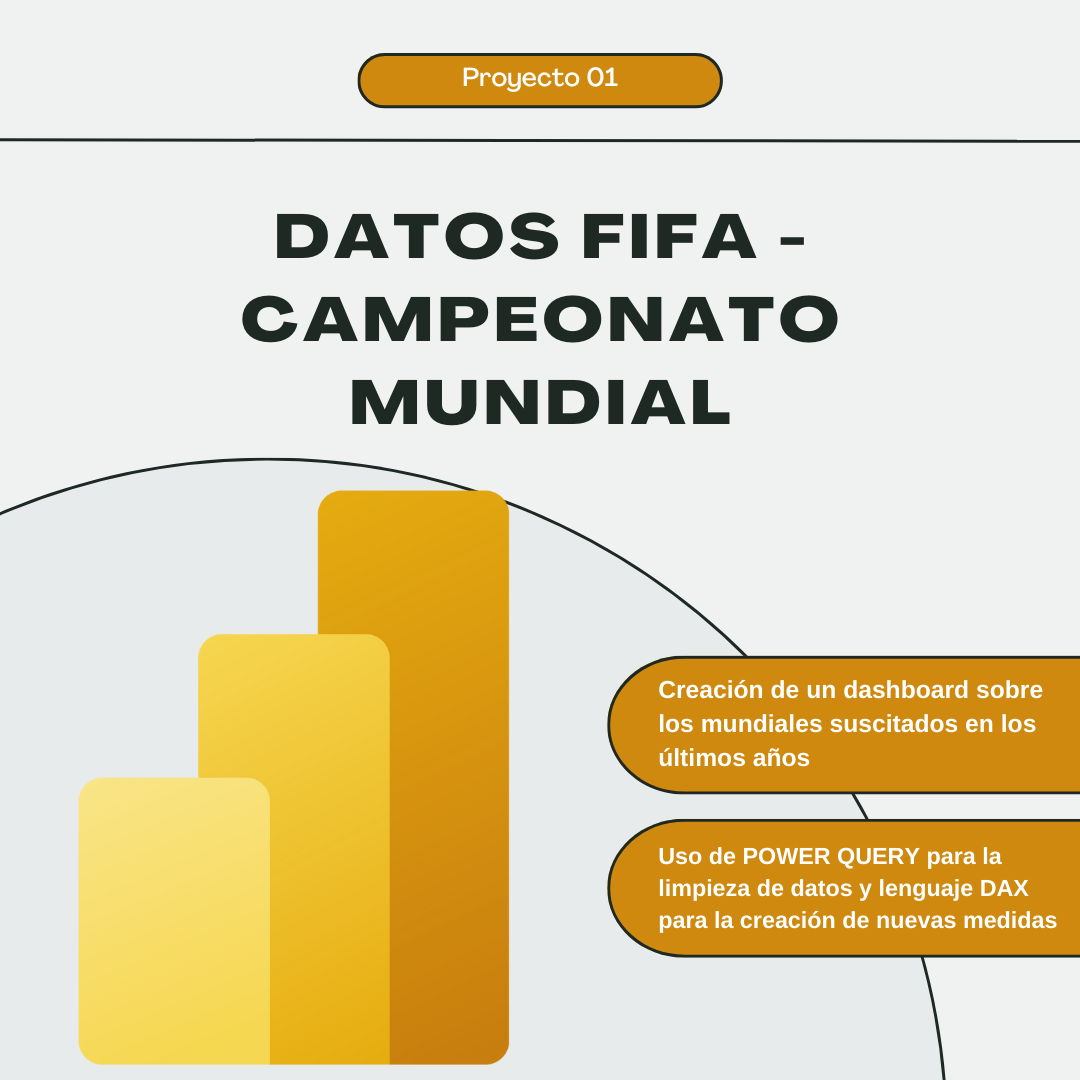 Proyecto 01
DATOS FIFA -
CAMPEONATO
MUNDIAL
Creación de un dashboard sobre
los mundiales suscitados en los
últimos años
Uso de POWER QUERY para la
limpieza de datos y lenguaje DAX
para la creación de nuevas medidas